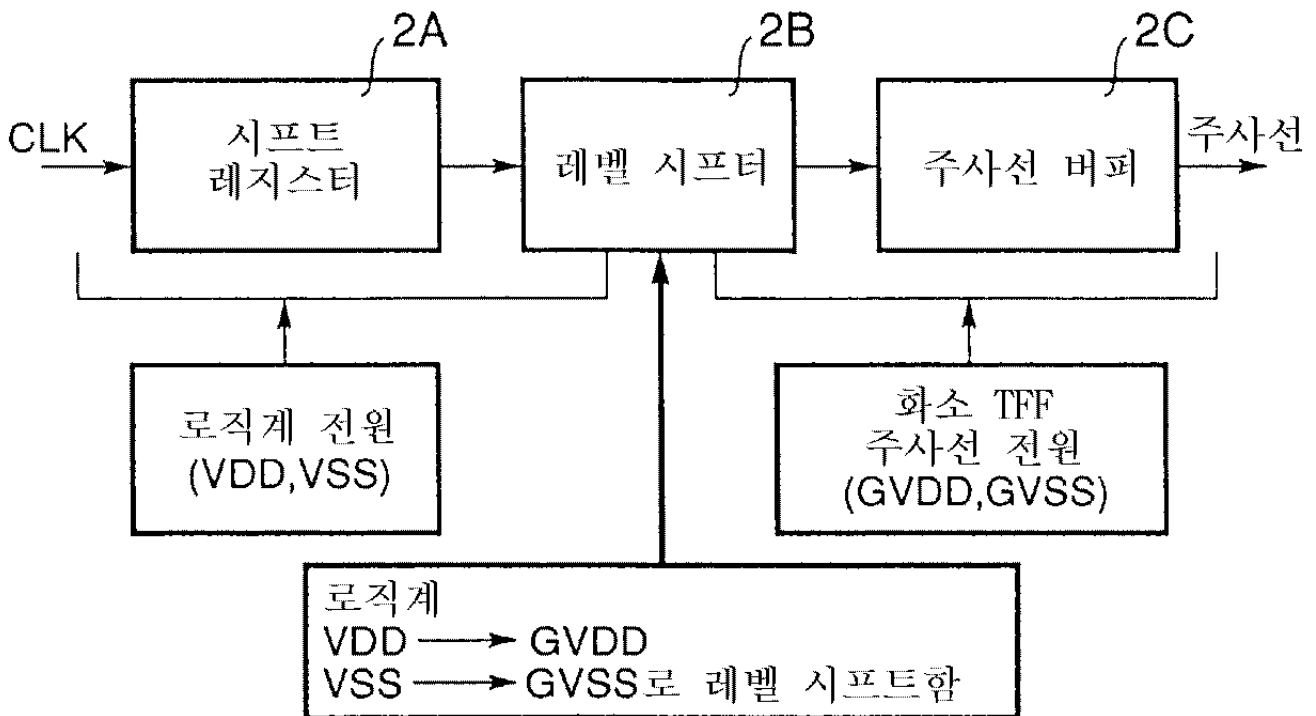 2A
2B
2C
CLK
시프트
레지스터
레벨 시프터
주사선 버퍼
주사선
로직계 전원
(VDD,VSS)
화소 TFF
주사선 전원
(GVDD,GVSS)
로직계
VDD → GVDD
VSS → GVSS로 레벨 시프트함